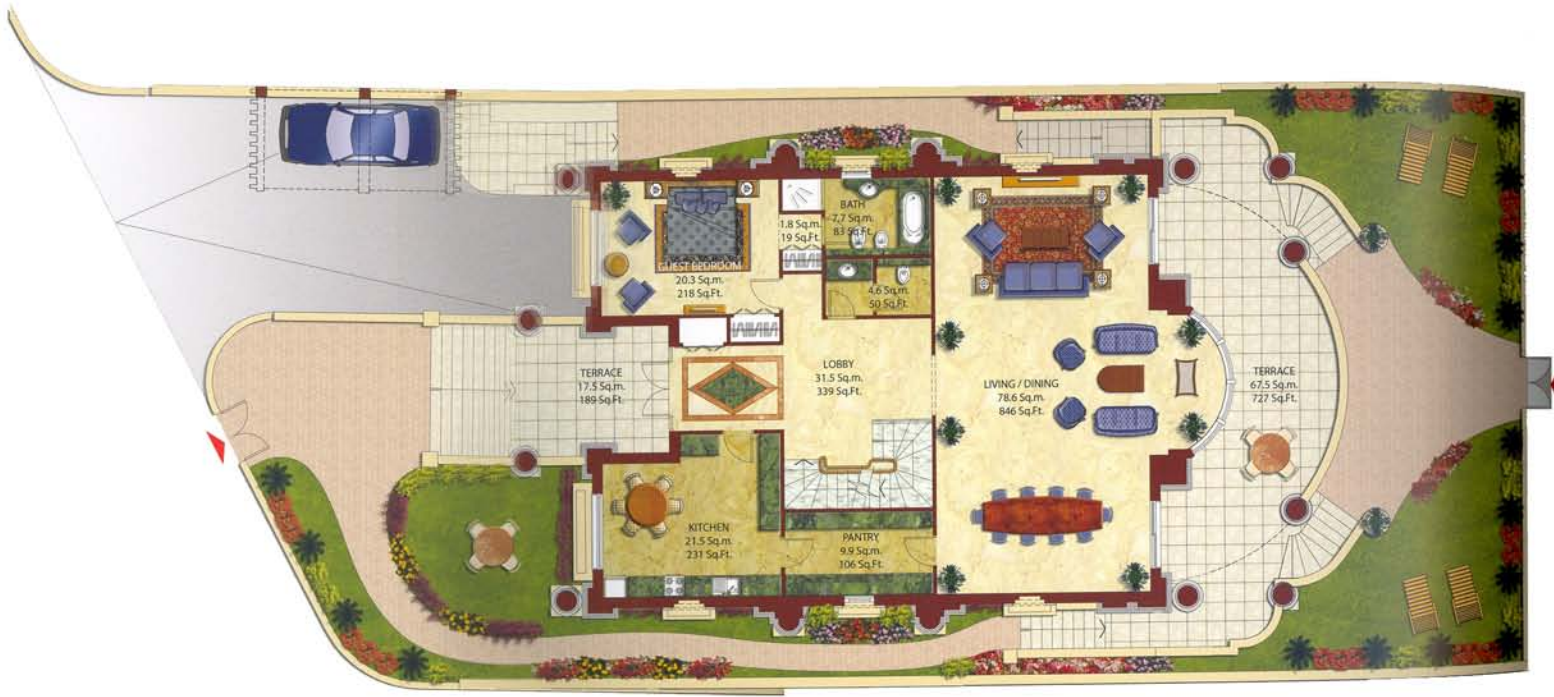 GUEST BEDROOM
20.3 Sq.m.
218 Sq.Ft.
1.8 Sq.m.
19 Sq.Ft.
BATH
7.7 Sq.m.
83 Sq.Ft.
4.6 Sq.m.
50 Sq.Ft.
TERRACE
17.5 Sq.m.
189 Sq.Ft.
LOBBY
31.5 Sq.m.
339 Sq.Ft.
LIVING / DINING
78.6 Sq.m.
846 Sq.Ft.
TERRACE
67.5 Sq.m.
727 Sq.Ft.
KITCHEN
21.5 Sq.m.
231 Sq.Ft.
PANTRY
9.9 Sq.m.
106 Sq.Ft.